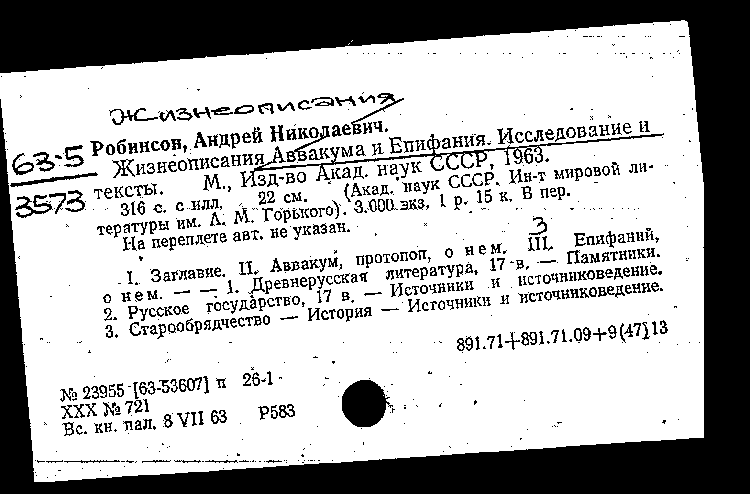 Жизнеописания
63-5
3573
Робинсон, Андрей Николаевич.
Жизнеописания Аввакума и Епифания. Исследование и
тексты. М., Изд-во Акад. наук СССР, 1963.
316 с. с илл. 22 см. (Акад. наук СССР. Ин-т мировой ли-
тературы им. А. М. Горького). 3.000 экз. 1 р. 15 к. В пер.
На переплете авт. не указан.
3
I. Заглавие. II. Аввакум, протопоп, о нем. III. Епифаний,
о нем. — — 1. Древнерусская литература, 17 в. — Памятники.
2. Русское государство, 17 в. — Источники и источниковедение.
3. Старообрядчество — История — Источники и источниковедение.
891.71+891.71.09+9(47)13
№ 23955 [63-53607] п 26-1
XXX № 721
Вс. кн. пал. 8 VII 63 Р583